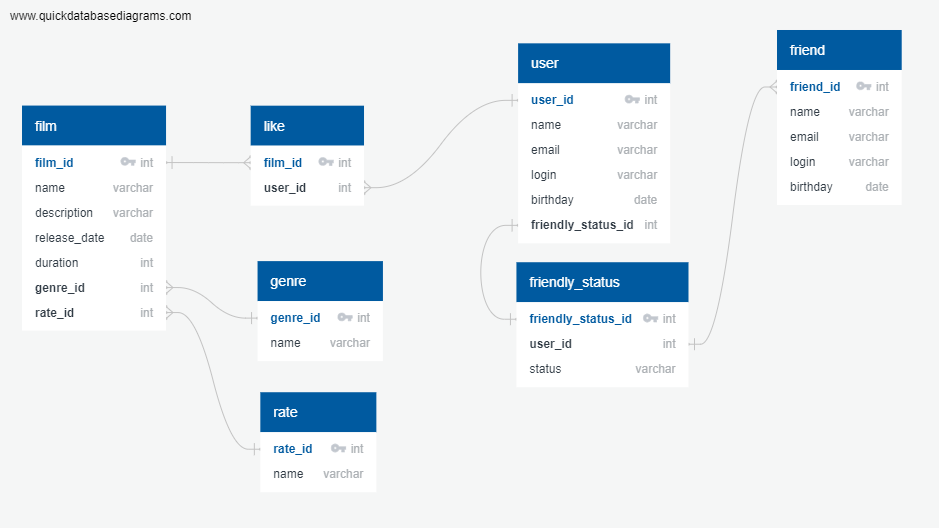 www.quickdatabasediagrams.com
film
film_id int
name varchar
description varchar
release_date date
duration int
genre_id int
rate_id int
like
film_id int
user_id int
genre
genre_id int
name varchar
rate
rate_id int
name varchar
user
user_id int
name varchar
email varchar
login varchar
birthday date
friendly_status_id int
friendly_status
friendly_status_id int
user_id int
status varchar
friend
friend_id int
name varchar
email varchar
login varchar
birthday date